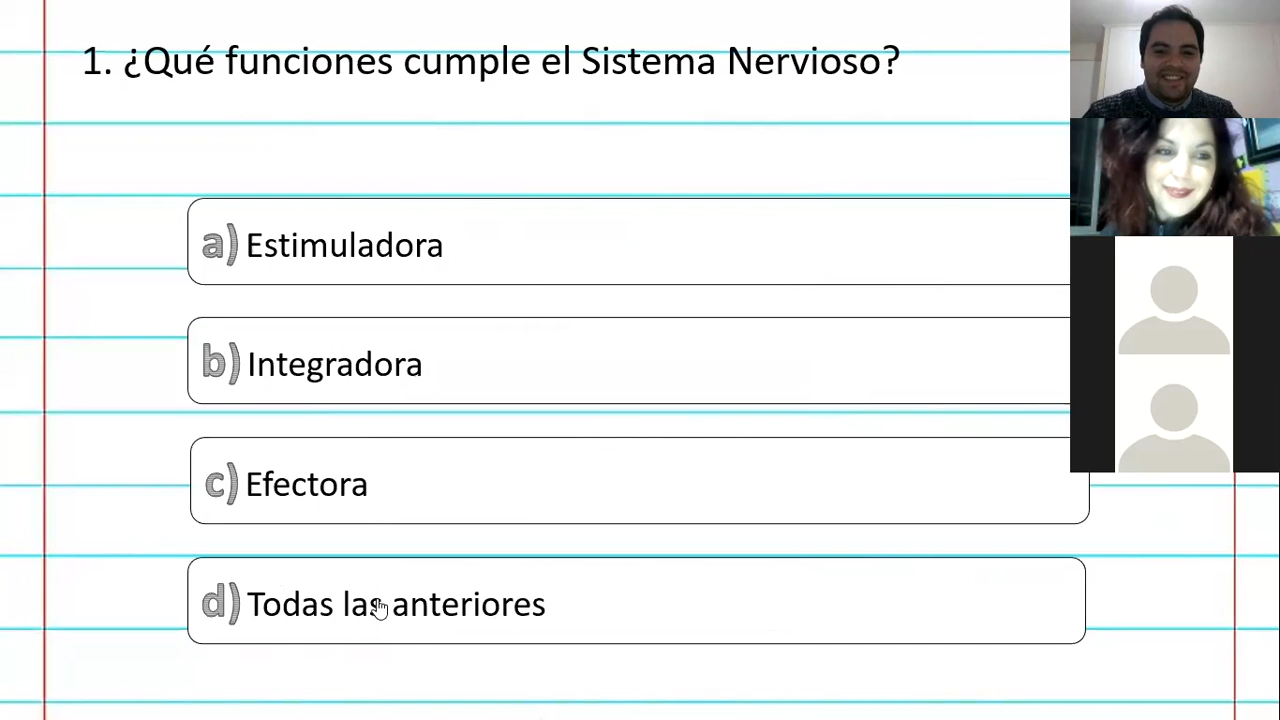 1. ¿Qué funciones cumple el Sistema Nervioso?
a) Estimuladora
b) Integradora
c) Efectora
d) Todas las anteriores